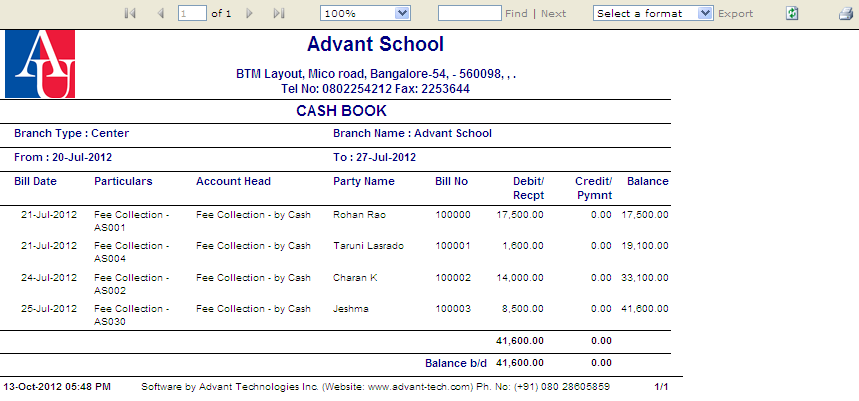 1 of 1 100% Find | Next Select a format Export
AU
Advant School
BTM Layout, Mico road, Bangalore-54, - 560098, , .
Tel No: 0802254212 Fax: 2253644
CASH BOOK
Branch Type : Center Branch Name : Advant School
From : 20-Jul-2012 To : 27-Jul-2012
Bill Date Particulars Account Head Party Name Bill No Debit/ Credit/ Balance
Recpt Pymnt
21-Jul-2012 Fee Collection - Fee Collection - by Cash Rohan Rao 100000 17,500.00 0.00 17,500.00
AS001
21-Jul-2012 Fee Collection - Fee Collection - by Cash Taruni Lasrado 100001 1,600.00 0.00 19,100.00
AS004
24-Jul-2012 Fee Collection - Fee Collection - by Cash Charan K 100002 14,000.00 0.00 33,100.00
AS002
25-Jul-2012 Fee Collection - Fee Collection - by Cash Jeshma 100003 8,500.00 0.00 41,600.00
AS030
41,600.00 0.00
Balance b/d 41,600.00 0.00
13-Oct-2012 05:48 PM Software by Advant Technologies Inc. (Website: www.advant-tech.com) Ph. No: (+91) 080 28605859 1/1